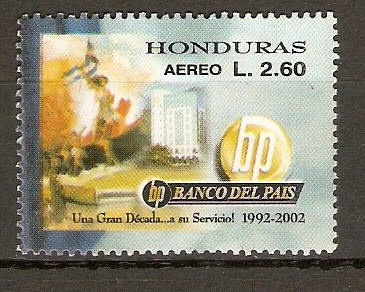 HONDURAS
AEREO L. 2.60
bp
bp BANCO DEL PAIS
Una Gran Década...a su Servicio! 1992-2002